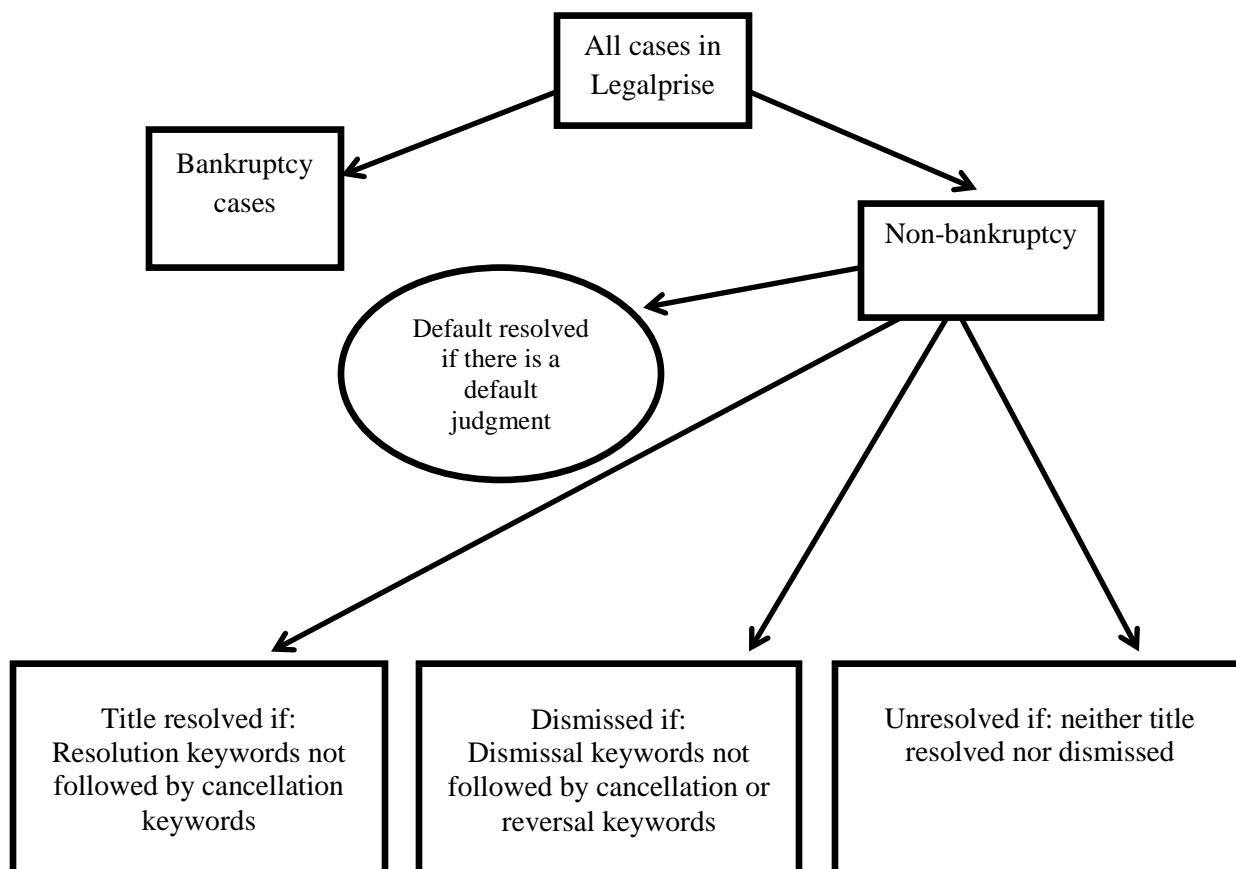 All cases in
Legalprise
Bankruptcy
cases
Non-bankruptcy
Default resolved
if there is a
default
judgment
Title resolved if:
Resolution keywords not
followed by cancellation
keywords
Dismissed if:
Dismissal keywords not
followed by cancellation or
reversal keywords
Unresolved if: neither title
resolved nor dismissed